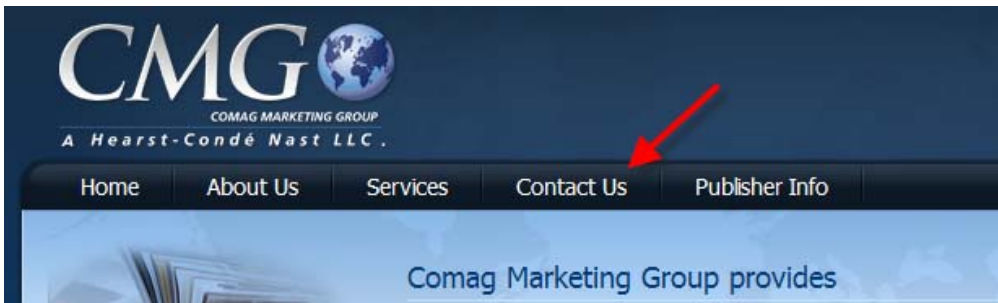 CMG
COMAG MARKETING GROUP
A Hearst-Condé Nast LLC.
Home About Us Services Contact Us Publisher Info
Comag Marketing Group provides